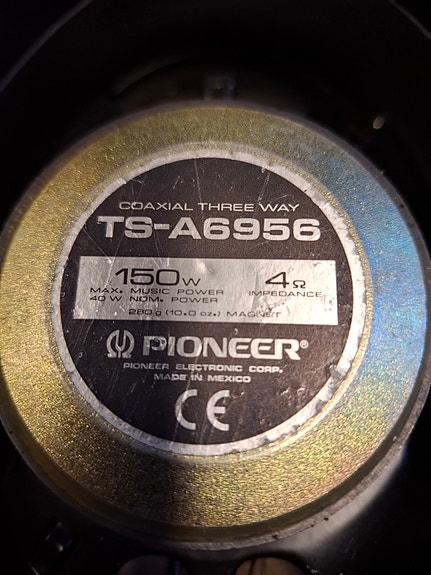 COAXIAL THREE WAY
TS-A6956
150W 4Ω
MAX. MUSIC POWER IMPEDANCE
40 W NOM. POWER
280 g (10.0 oz.) MAGNET
PIONEER®
PIONEER ELECTRONIC CORP.
MADE IN MEXICO
CE